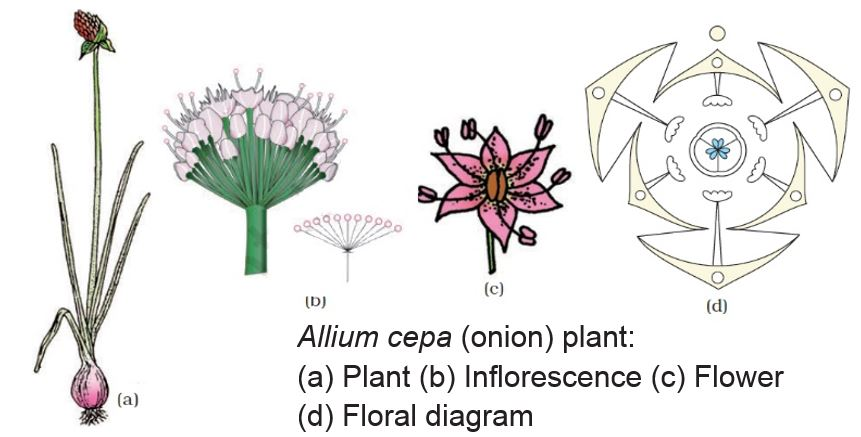 (a)
(b)
(c)
(d)
Allium cepa (onion) plant:
(a) Plant (b) Inflorescence (c) Flower
(d) Floral diagram